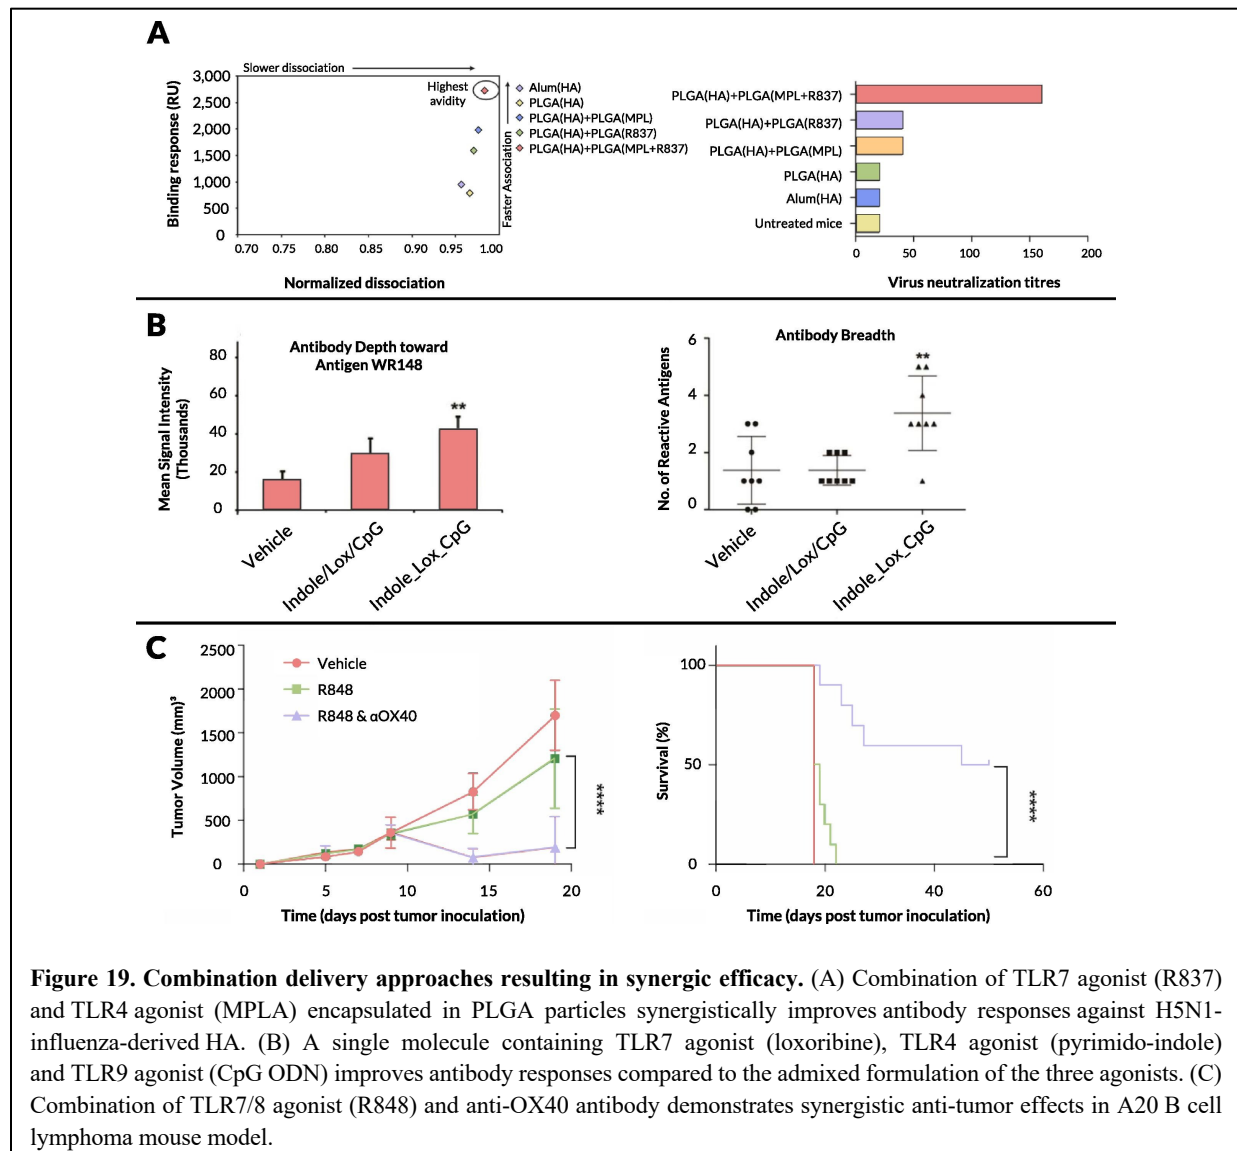 A
Slower dissociation
3,000
2,500
2,000
1,500
1,000
500
0
Binding response (RU)
Highest
avidity
Faster Association
0.70 0.75 0.80 0.85 0.90 0.95 1.00
Normalized dissociation
Alum(HA)
PLGA(HA)
PLGA(HA)+PLGA(MPL)
PLGA(HA)+PLGA(R837)
PLGA(HA)+PLGA(MPL+R837)
PLGA(HA)+PLGA(MPL+R837)
PLGA(HA)+PLGA(R837)
PLGA(HA)+PLGA(MPL)
PLGA(HA)
Alum(HA)
Untreated mice
0 50 100 150 200
Virus neutralization titres
B
Antibody Depth toward
Antigen WR148
Mean Signal Intensity
(Thousands)
80
60
40
20
0
**
Vehicle
Indole/Lox/CpG
Indole_Lox_CpG
Antibody Breadth
No. of Reactive Antigens
6
4
2
0
**
Vehicle
Indole/Lox/CpG
Indole_Lox_CpG
C
Tumor Volume (mm)³
2500
2000
1500
1000
500
0
Vehicle
R848
R848 & αOX40
****
0 5 10 15 20
Time (days post tumor inoculation)
Survival (%)
100
50
0
****
0 20 40 60
Time (days post tumor inoculation)
Figure 19. Combination delivery approaches resulting in synergic efficacy. (A) Combination of TLR7 agonist (R837)
and TLR4 agonist (MPLA) encapsulated in PLGA particles synergistically improves antibody responses against H5N1-
influenza-derived HA. (B) A single molecule containing TLR7 agonist (loxoribine), TLR4 agonist (pyrimido-indole)
and TLR9 agonist (CpG ODN) improves antibody responses compared to the admixed formulation of the three agonists. (C)
Combination of TLR7/8 agonist (R848) and anti-OX40 antibody demonstrates synergistic anti-tumor effects in A20 B cell
lymphoma mouse model.